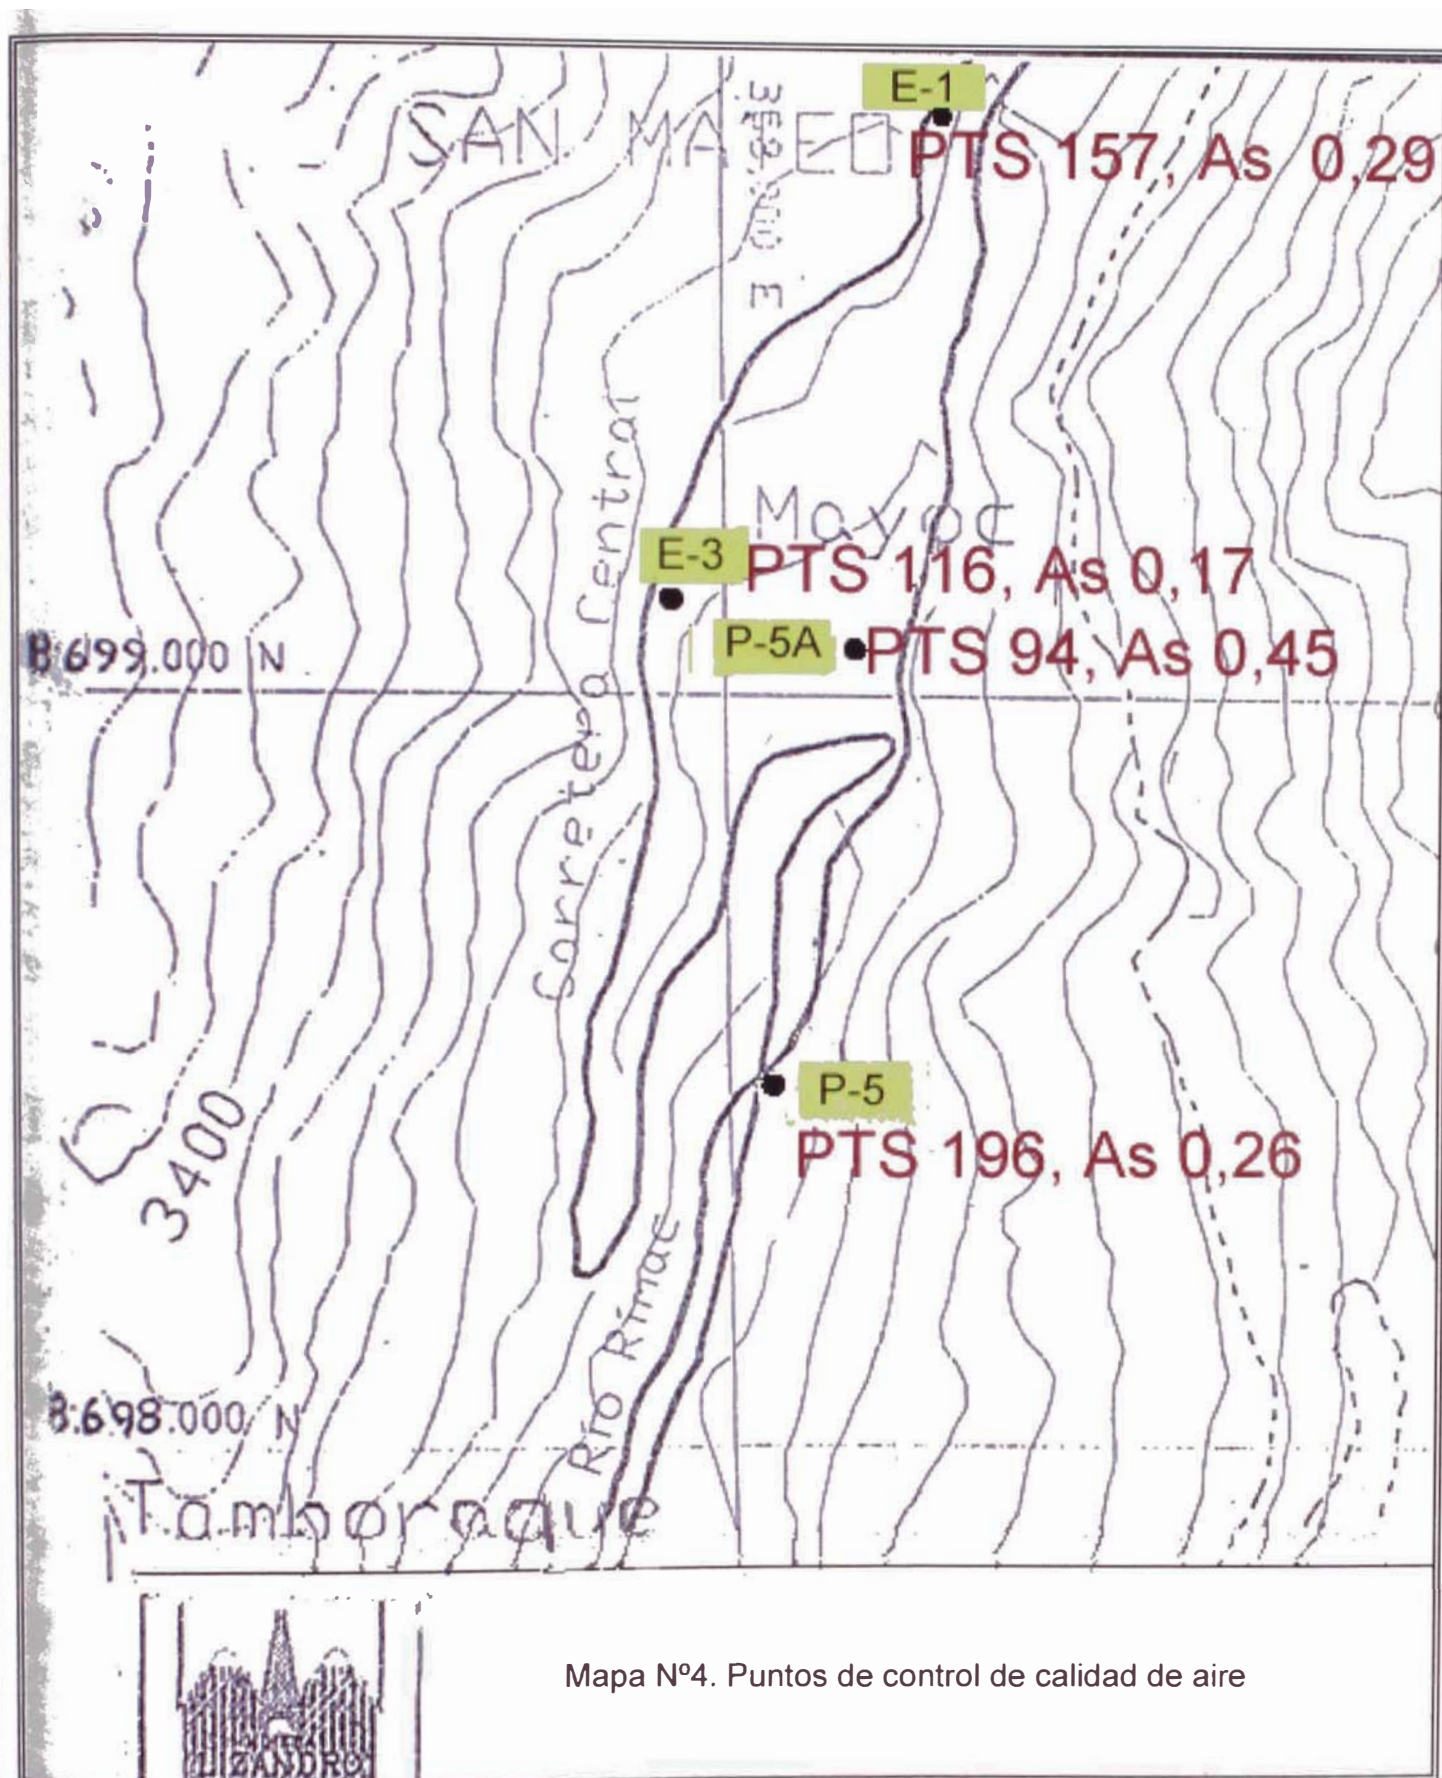 E-1
SAN MATEO
PTS 157, As 0,29
Carretera Central
Mayoc
E-3
PTS 116, As 0,17
P-5A
PTS 94, As 0,45
8.699.000 N
P-5
PTS 196, As 0,26
3400
Río Rímac
8.698.000 N
Tamboraque
Mapa Nº4. Puntos de control de calidad de aire
LIZANDRO